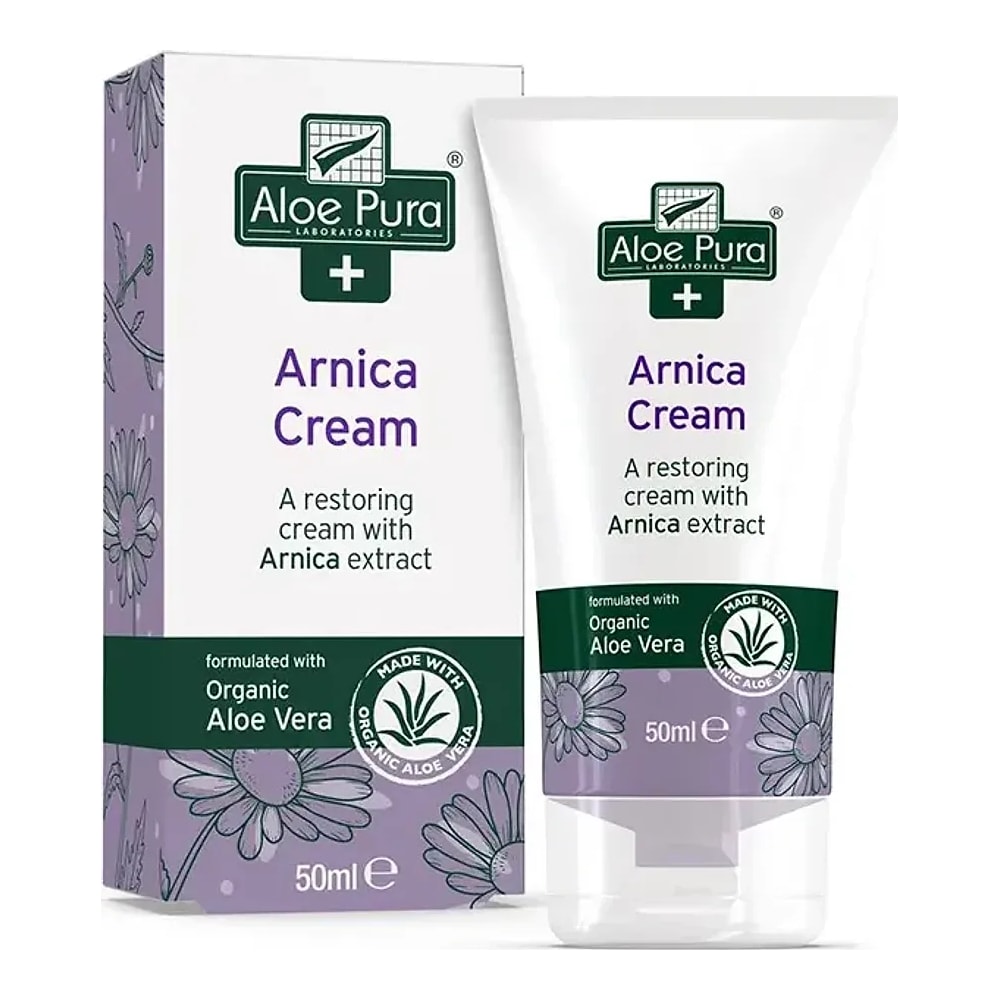 Aloe Pura
®
LABORATORIES
+
Arnica
Cream
A restoring
cream with
Arnica extract
formulated with
Organic
Aloe Vera
MADE WITH
ORGANIC ALOE VERA
50ml ℮
Aloe Pura
®
LABORATORIES
+
Arnica
Cream
A restoring
cream with
Arnica extract
formulated with
Organic
Aloe Vera
MADE WITH
ORGANIC ALOE VERA
50ml ℮